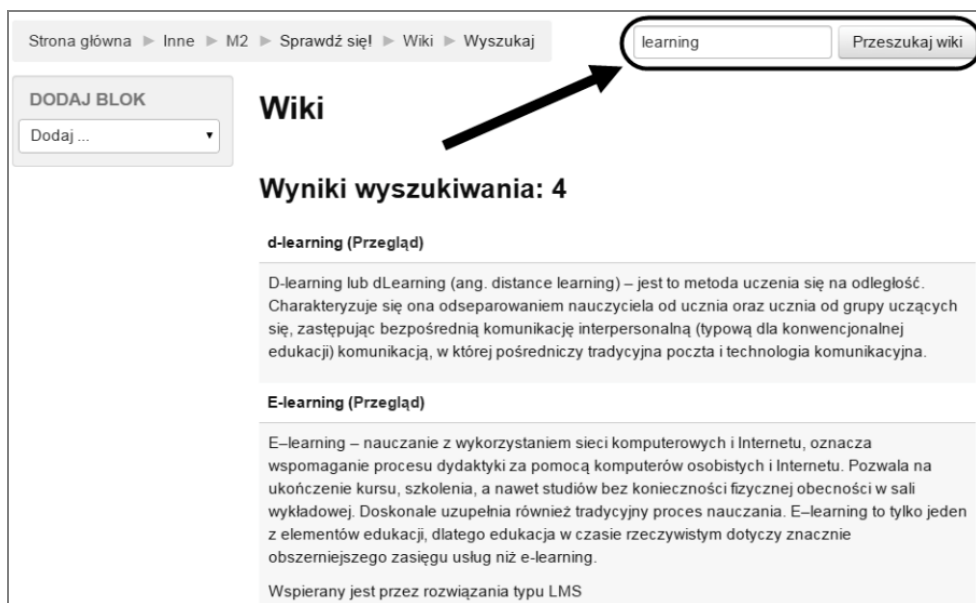 Strona główna ► Inne ► M2 ► Sprawdź się! ► Wiki ► Wyszukaj
learning
Przeszukaj wiki
DODAJ BLOK
Dodaj ...
Wiki
Wyniki wyszukiwania: 4
d-learning (Przegląd)
D-learning lub dLearning (ang. distance learning) – jest to metoda uczenia się na odległość.
Charakteryzuje się ona odseparowaniem nauczyciela od ucznia oraz ucznia od grupy uczących
się, zastępując bezpośrednią komunikację interpersonalną (typową dla konwencjonalnej
edukacji) komunikacją, w której pośredniczy tradycyjna poczta i technologia komunikacyjna.
E-learning (Przegląd)
E–learning – nauczanie z wykorzystaniem sieci komputerowych i Internetu, oznacza
wspomaganie procesu dydaktyki za pomocą komputerów osobistych i Internetu. Pozwala na
ukończenie kursu, szkolenia, a nawet studiów bez konieczności fizycznej obecności w sali
wykładowej. Doskonale uzupełnia również tradycyjny proces nauczania. E–learning to tylko jeden
z elementów edukacji, dlatego edukacja w czasie rzeczywistym dotyczy znacznie
obszerniejszego zasięgu usług niż e-learning.
Wspierany jest przez rozwiązania typu LMS